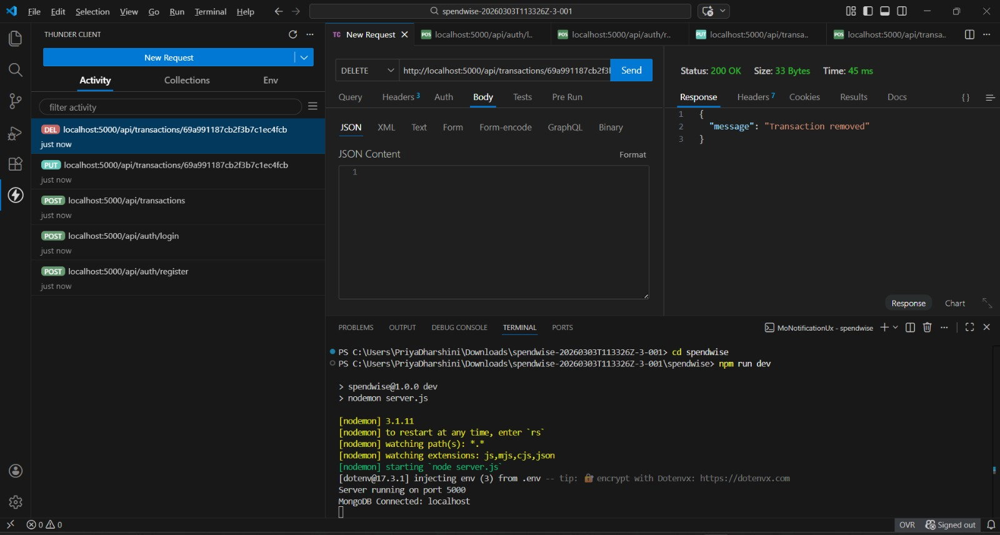 File Edit Selection View Go Run Terminal Help
spendwise-20260303T113326Z-3-001
THUNDER CLIENT
New Request
Activity Collections Env
filter activity
DEL localhost:5000/api/transactions/69a991187cb2f3b7c1ec4fcb
just now
PUT localhost:5000/api/transactions/69a991187cb2f3b7c1ec4fcb
just now
POST localhost:5000/api/transactions
just now
POST localhost:5000/api/auth/login
just now
POST localhost:5000/api/auth/register
just now
TC New Request
POS localhost:5000/api/auth/l..
POS localhost:5000/api/auth/r..
PUT localhost:5000/api/transa..
POS localhost:5000/api/transa..
DELETE http://localhost:5000/api/transactions/69a991187cb2f3 Send
Query Headers 3 Auth Body Tests Pre Run
JSON XML Text Form Form-encode GraphQL Binary
JSON Content Format
1
Status: 200 OK Size: 33 Bytes Time: 45 ms
Response Headers 7 Cookies Results Docs {}
1 {
2 "message": "Transaction removed"
3 }
Response Chart
PROBLEMS OUTPUT DEBUG CONSOLE TERMINAL PORTS
MoNotificationUx - spendwise
PS C:\Users\PriyaDharshini\Downloads\spendwise-20260303T113326Z-3-001> cd spendwise
PS C:\Users\PriyaDharshini\Downloads\spendwise-20260303T113326Z-3-001\spendwise> npm run dev
> spendwise@1.0.0 dev
> nodemon server.js
[nodemon] 3.1.11
[nodemon] to restart at any time, enter `rs`
[nodemon] watching path(s): *.*
[nodemon] watching extensions: js,mjs,cjs,json
[nodemon] starting `node server.js`
[dotenv@17.3.1] injecting env (3) from .env -- tip: 🔐 encrypt with Dotenvx: https://dotenvx.com
Server running on port 5000
MongoDB Connected: localhost
0 0
OVR Signed out